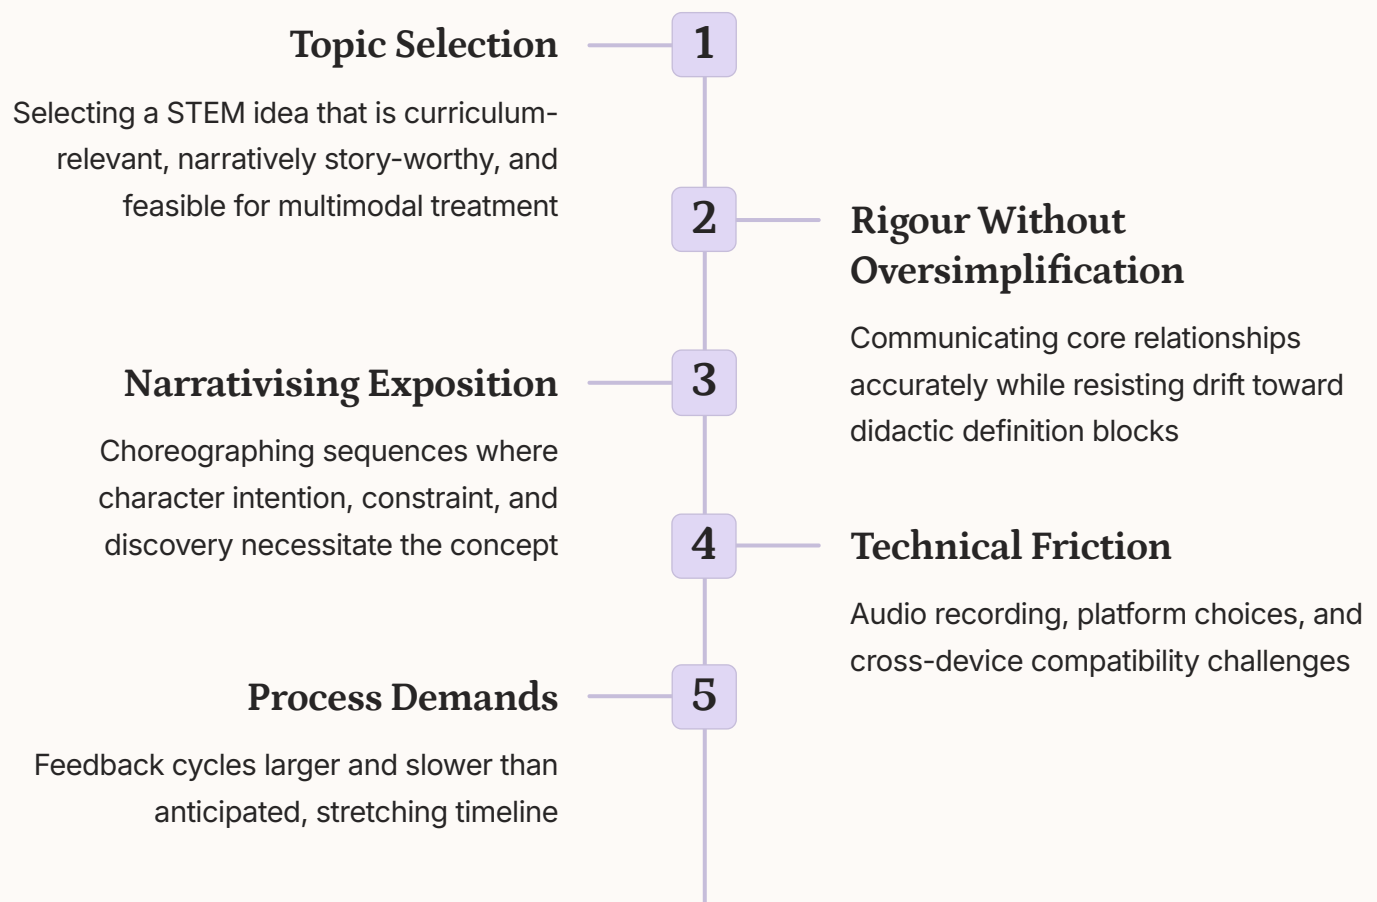 1
Topic Selection
Selecting a STEM idea that is curriculum-
relevant, narratively story-worthy, and
feasible for multimodal treatment
2
Rigour Without
Oversimplification
Communicating core relationships
accurately while resisting drift toward
didactic definition blocks
3
Narrativising Exposition
Choreographing sequences where
character intention, constraint, and
discovery necessitate the concept
4
Technical Friction
Audio recording, platform choices, and
cross-device compatibility challenges
5
Process Demands
Feedback cycles larger and slower than
anticipated, stretching timeline